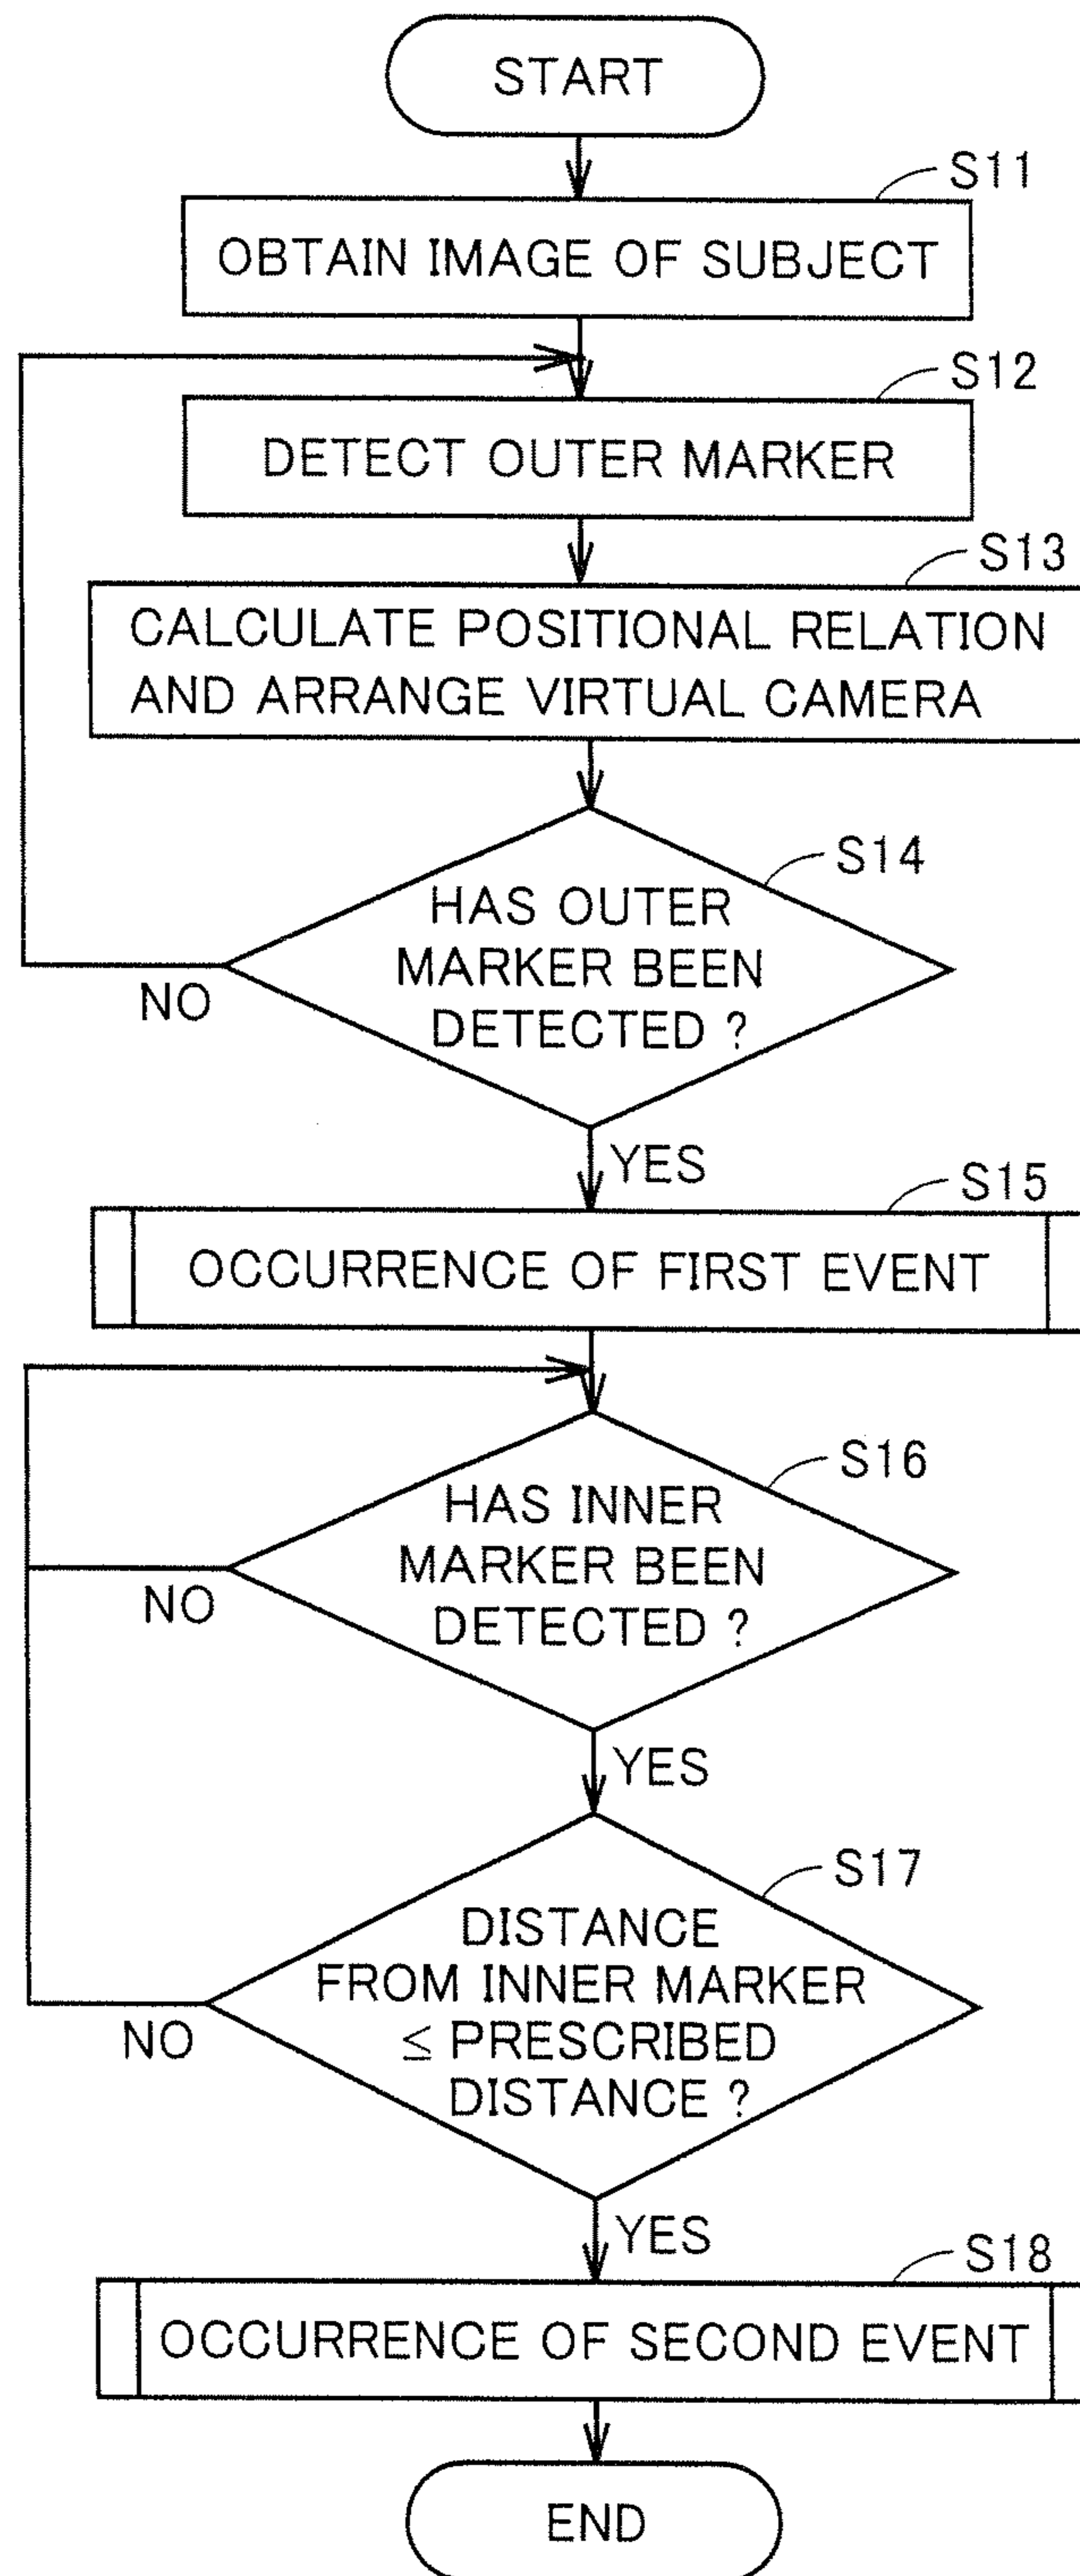 START
S11
OBTAIN IMAGE OF SUBJECT
S12
DETECT OUTER MARKER
S13
CALCULATE POSITIONAL RELATION
AND ARRANGE VIRTUAL CAMERA
S14
HAS OUTER
MARKER BEEN
DETECTED ?
NO
YES
S15
OCCURRENCE OF FIRST EVENT
S16
HAS INNER
MARKER BEEN
DETECTED ?
NO
YES
S17
DISTANCE
FROM INNER MARKER
≤ PRESCRIBED
DISTANCE ?
NO
YES
S18
OCCURRENCE OF SECOND EVENT
END